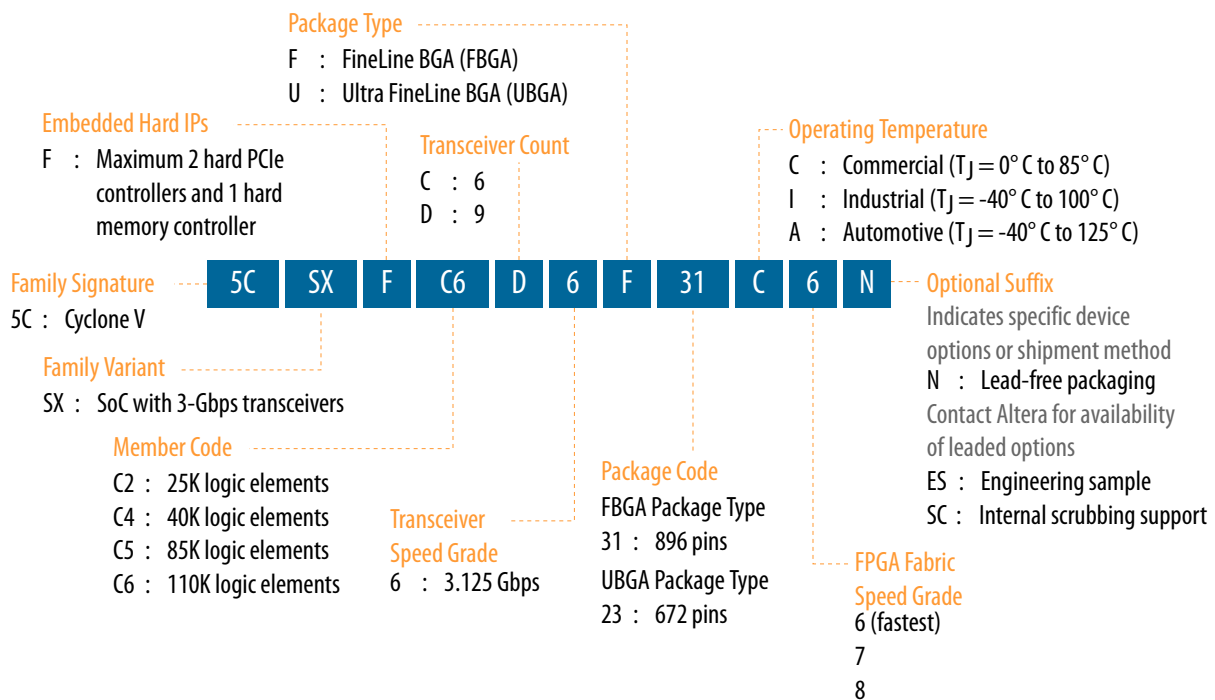 Package Type
F : FineLine BGA (FBGA)
U : Ultra FineLine BGA (UBGA)
Embedded Hard IPs
F : Maximum 2 hard PCIe
controllers and 1 hard
memory controller
Transceiver Count
C : 6
D : 9
Operating Temperature
C : Commercial (TJ = 0° C to 85° C)
I : Industrial (TJ = -40° C to 100° C)
A : Automotive (TJ = -40° C to 125° C)
Family Signature
5C : Cyclone V
5C SX F C6 D 6 F 31 C 6 N
Optional Suffix
Indicates specific device
options or shipment method
N : Lead-free packaging
Contact Altera for availability
of leaded options
ES : Engineering sample
SC : Internal scrubbing support
Family Variant
SX : SoC with 3-Gbps transceivers
Member Code
C2 : 25K logic elements
C4 : 40K logic elements
C5 : 85K logic elements
C6 : 110K logic elements
Transceiver
Speed Grade
6 : 3.125 Gbps
Package Code
FBGA Package Type
31 : 896 pins
UBGA Package Type
23 : 672 pins
FPGA Fabric
Speed Grade
6 (fastest)
7
8